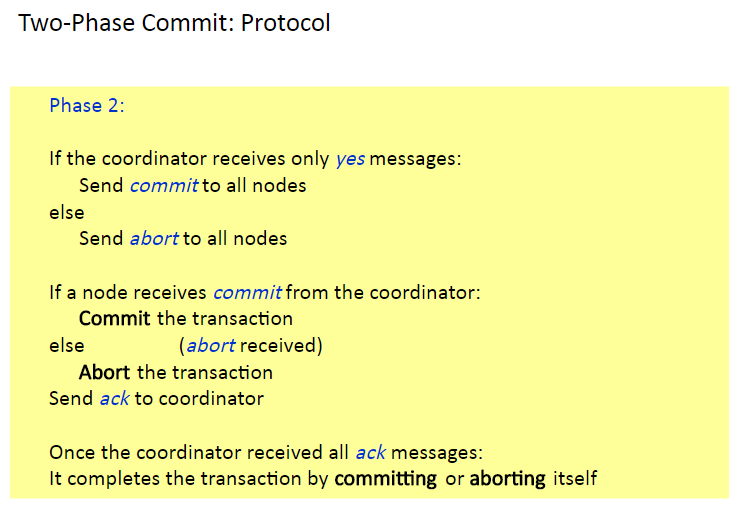 Two-Phase Commit: Protocol
Phase 2:
If the coordinator receives only yes messages:
Send commit to all nodes
else
Send abort to all nodes
If a node receives commit from the coordinator:
Commit the transaction
else (abort received)
Abort the transaction
Send ack to coordinator
Once the coordinator received all ack messages:
It completes the transaction by committing or aborting itself